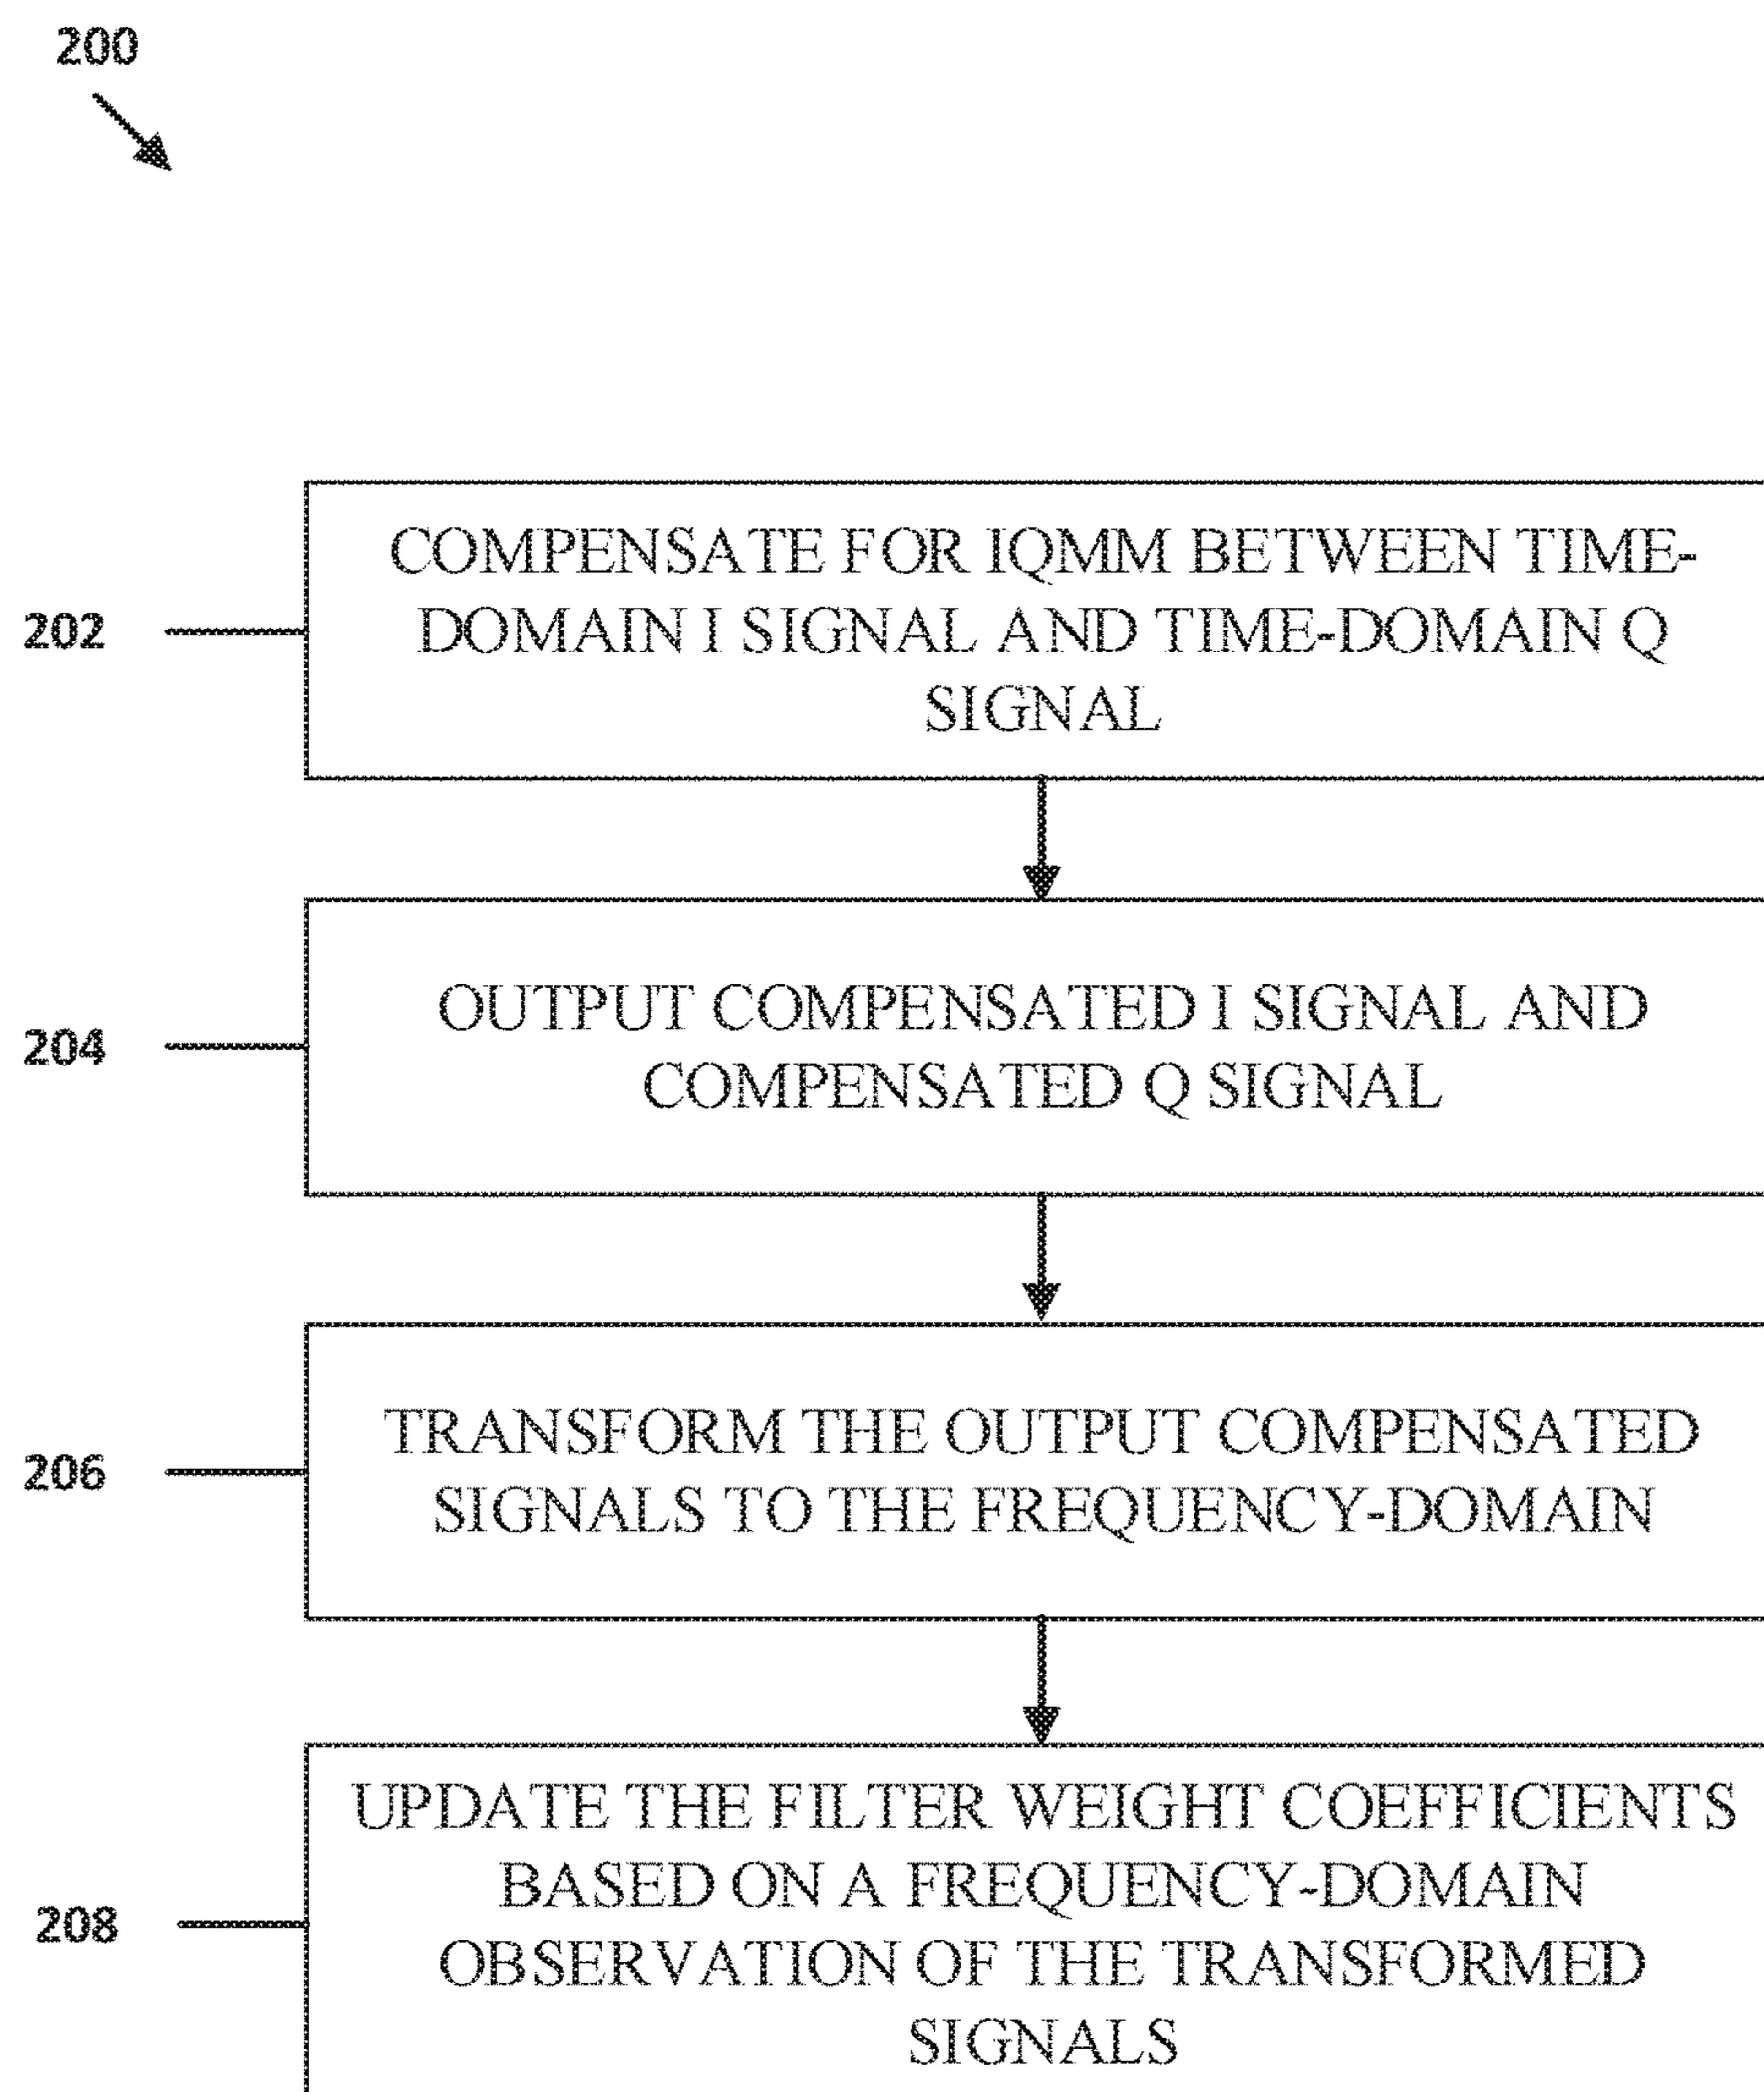 200
202
COMPENSATE FOR IQMM BETWEEN TIME-
DOMAIN I SIGNAL AND TIME-DOMAIN Q
SIGNAL
204
OUTPUT COMPENSATED I SIGNAL AND
COMPENSATED Q SIGNAL
206
TRANSFORM THE OUTPUT COMPENSATED
SIGNALS TO THE FREQUENCY-DOMAIN
208
UPDATE THE FILTER WEIGHT COEFFICIENTS
BASED ON A FREQUENCY-DOMAIN
OBSERVATION OF THE TRANSFORMED
SIGNALS